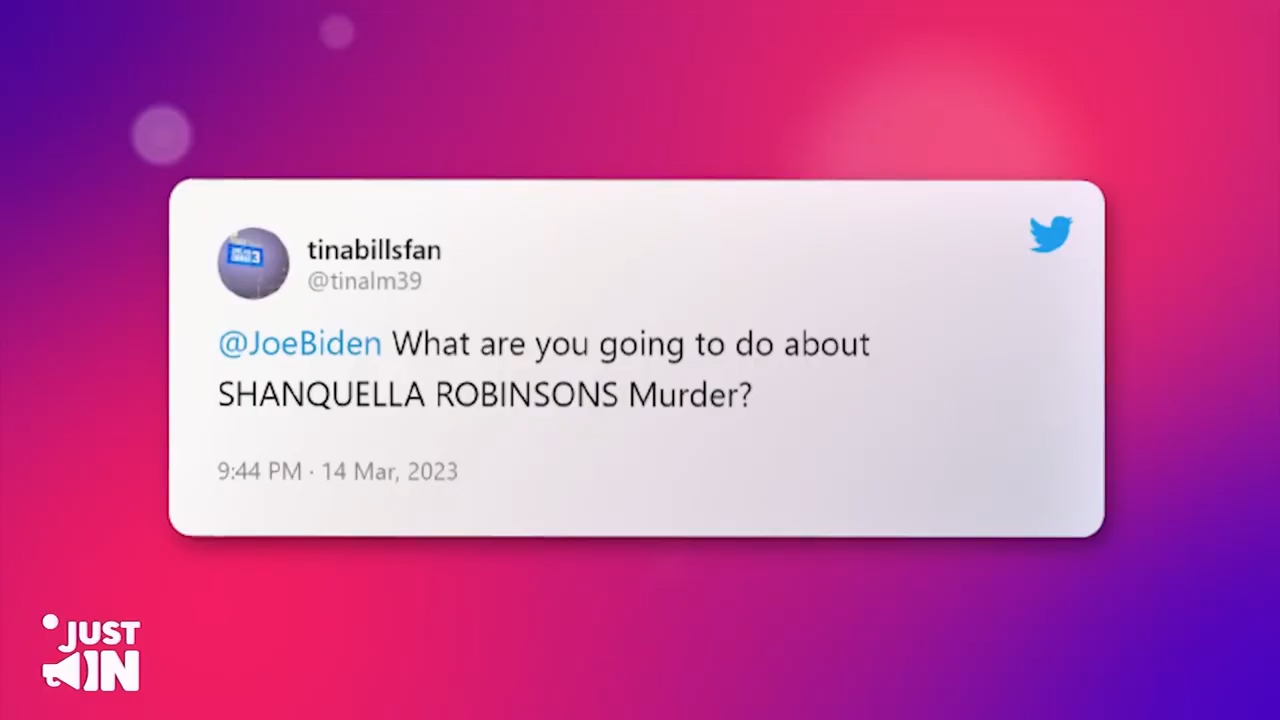 tinabillsfan
@tinalm39
@JoeBiden What are you going to do about
SHANQUELLA ROBINSONS Murder?
9:44 PM · 14 Mar, 2023
JUST
IN